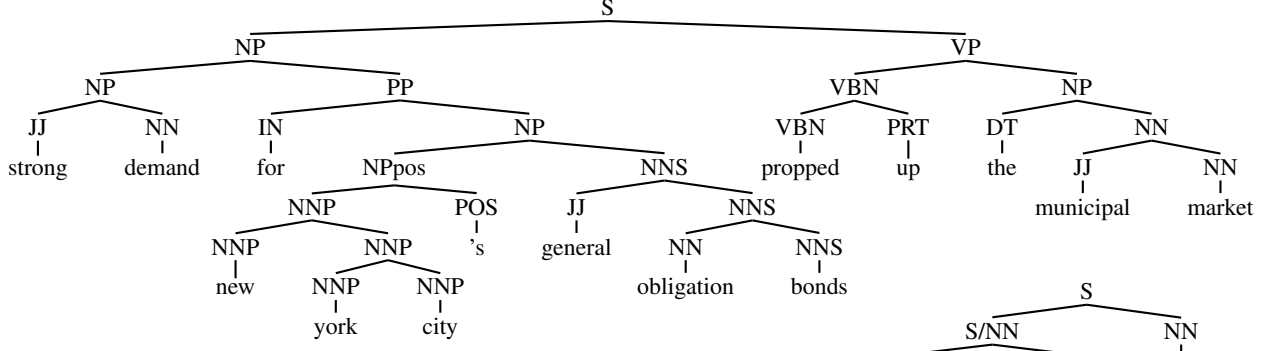 S
NP VP
NP PP VBN NP
JJ NN IN NP VBN PRT DT NN
strong demand for NPpos NNS propped up the JJ NN
NNP POS JJ NNS municipal market
NNP NNP 's general NN NNS
new NNP NNP obligation bonds S
york city S/NN NN